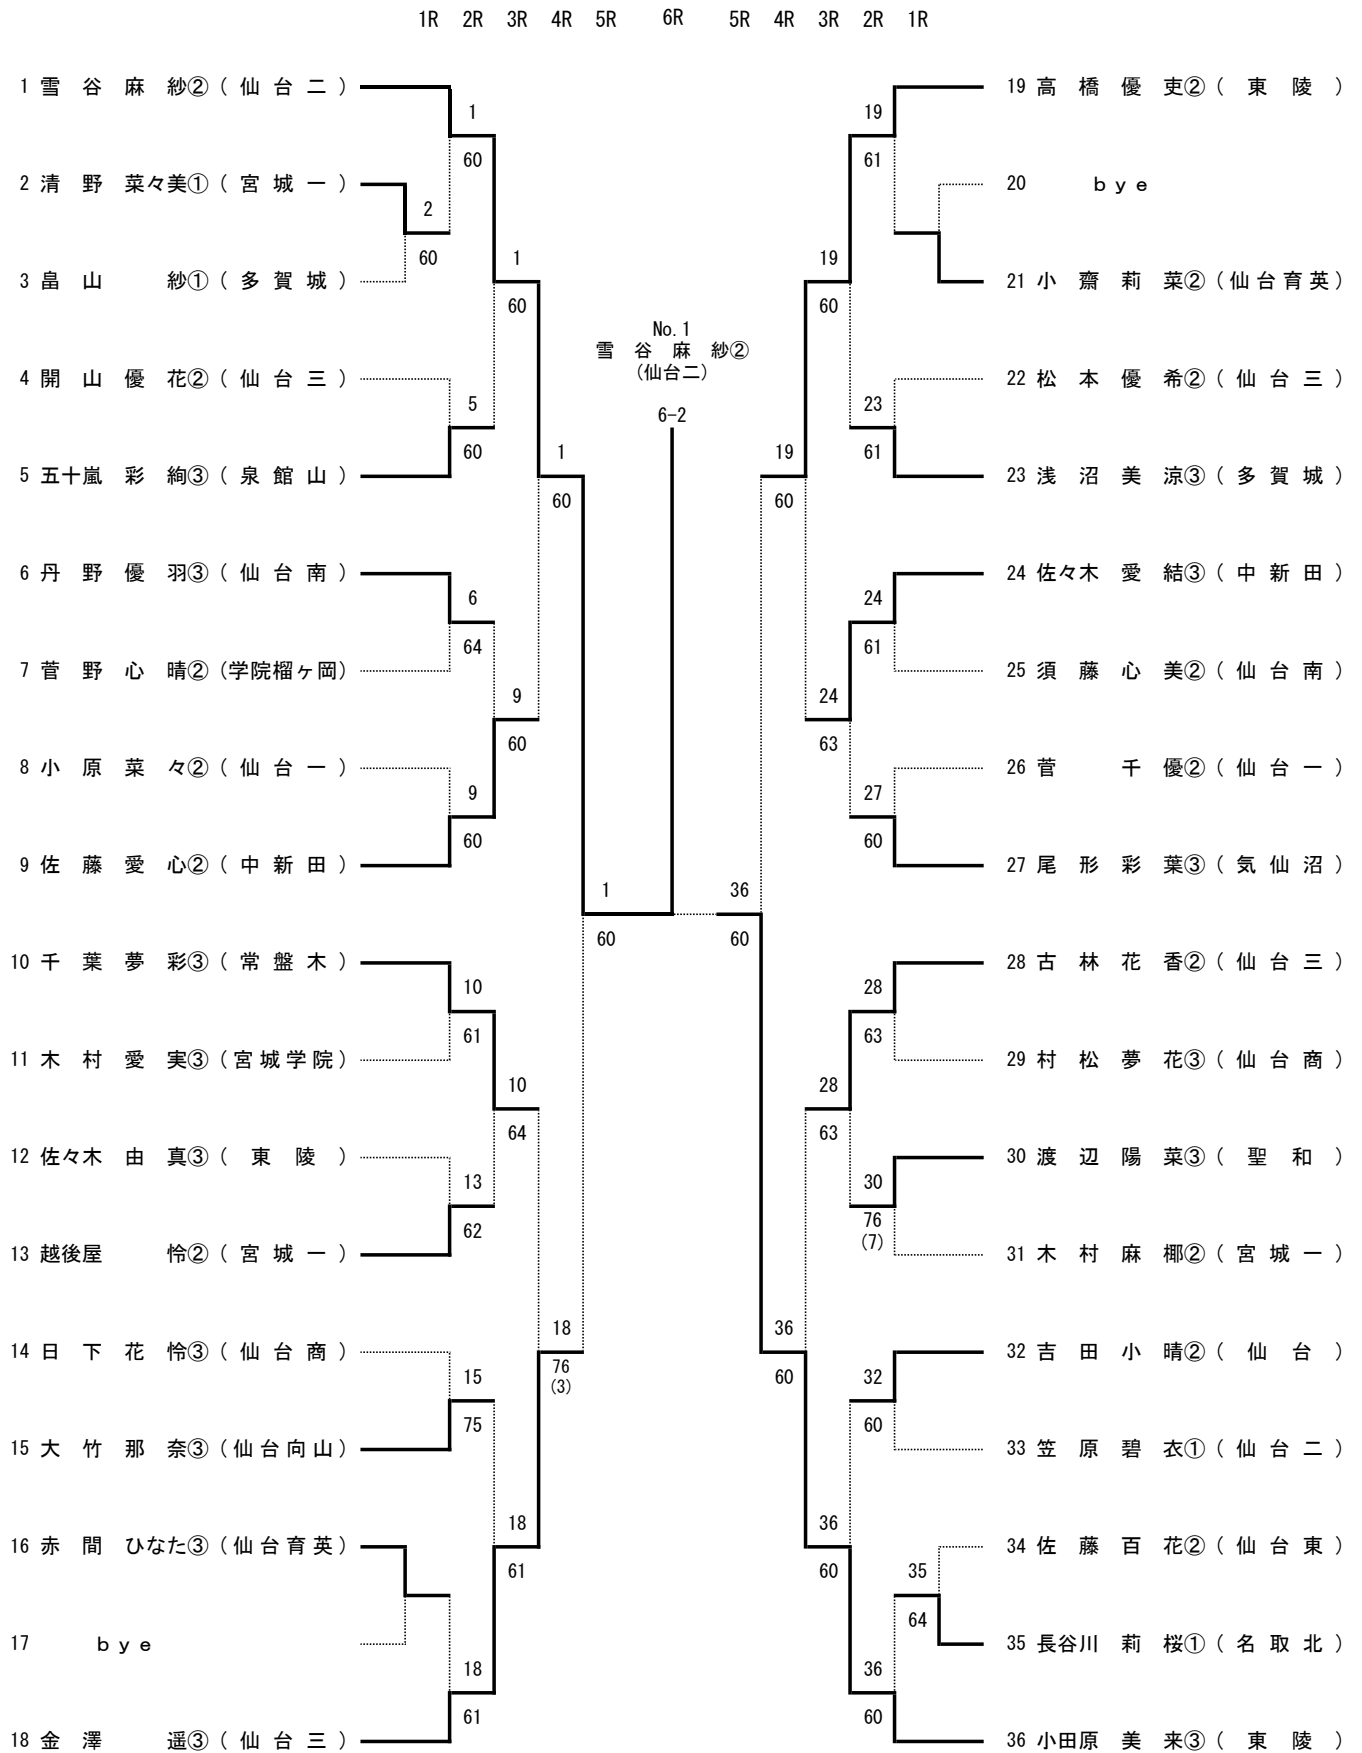 1R 2R 3R 4R 5R 6R 5R 4R 3R 2R 1R
1 雪谷麻紗② (仙台二)
2 清野菜々美① (宮城一)
3 畠山紗① (多賀城)
4 開山優花② (仙台三)
5 五十嵐彩絢③ (泉館山)
6 丹野優羽③ (仙台南)
7 菅野心晴② (学院榴ヶ岡)
8 小原菜々② (仙台一)
9 佐藤愛心② (中新田)
10 千葉夢彩③ (常盤木)
11 木村愛実③ (宮城学院)
12 佐々木由真③ (東陵)
13 越後屋怜② (宮城一)
14 日下花怜③ (仙台商)
15 大竹那奈③ (仙台向山)
16 赤間ひなた③ (仙台育英)
17 bye
18 金澤遥③ (仙台三)
2
60
1
60
5
60
6
64
9
60
10
61
13
62
15
75
18
61
1
60
9
60
10
64
18
61
1
60
18
76
(3)
1
60
No.1
雪谷麻紗②
(仙台二)
6-2
36
60
19
60
36
60
19
60
24
63
28
63
36
60
19
61
23
61
24
61
27
60
28
63
30
76
(7)
32
60
36
60
35
64
19 高橋優吏② (東陵)
20 bye
21 小齋莉菜② (仙台育英)
22 松本優希② (仙台三)
23 浅沼美涼③ (多賀城)
24 佐々木愛結③ (中新田)
25 須藤心美② (仙台南)
26 菅千優② (仙台一)
27 尾形彩葉③ (気仙沼)
28 古林花香② (仙台三)
29 村松夢花③ (仙台商)
30 渡辺陽菜③ (聖和)
31 木村麻椰② (宮城一)
32 吉田小晴② (仙台)
33 笠原碧衣① (仙台二)
34 佐藤百花② (仙台東)
35 長谷川莉桜① (名取北)
36 小田原美来③ (東陵)